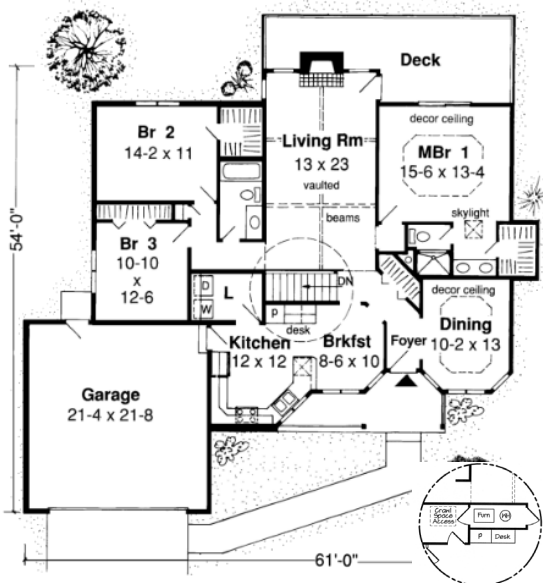 Deck
Br 2
14-2 x 11
Living Rm
13 x 23
vaulted
beams
decor ceiling
MBr 1
15-6 x 13-4
skylight
54'-0"
Br 3
10-10
x
12-6
D
W
L
DN
P
desk
decor ceiling
Dining
10-2 x 13
Kitchen
12 x 12
Brkfst
8-6 x 10
Foyer
Garage
21-4 x 21-8
Crawl
Space
Access
Furn
WH
P
Desk
61'-0"